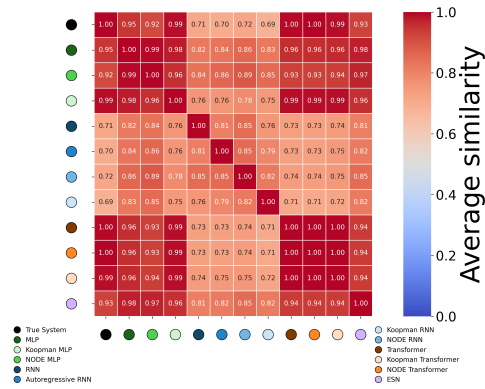 1.00 0.95 0.92 0.99 0.71 0.70 0.72 0.69 1.00 1.00 0.99 0.93
0.95 1.00 0.99 0.98 0.82 0.84 0.86 0.83 0.96 0.96 0.96 0.98
0.92 0.99 1.00 0.96 0.84 0.86 0.89 0.85 0.93 0.93 0.94 0.97
0.99 0.98 0.96 1.00 0.76 0.76 0.78 0.75 0.99 0.99 0.99 0.96
0.71 0.82 0.84 0.76 1.00 0.81 0.85 0.76 0.73 0.73 0.74 0.81
0.70 0.84 0.86 0.76 0.81 1.00 0.85 0.79 0.73 0.73 0.75 0.82
0.72 0.86 0.89 0.78 0.85 0.85 1.00 0.82 0.74 0.74 0.75 0.85
0.69 0.83 0.85 0.75 0.76 0.79 0.82 1.00 0.71 0.71 0.72 0.82
1.00 0.96 0.93 0.99 0.73 0.73 0.74 0.71 1.00 1.00 1.00 0.94
1.00 0.96 0.93 0.99 0.73 0.73 0.74 0.71 1.00 1.00 1.00 0.94
0.99 0.96 0.94 0.99 0.74 0.75 0.75 0.72 1.00 1.00 1.00 0.94
0.93 0.98 0.97 0.96 0.81 0.82 0.85 0.82 0.94 0.94 0.94 1.00
1.0
0.8
0.6
0.4
0.2
0.0
Average similarity
True System
MLP
Koopman MLP
NODE MLP
RNN
Autoregressive RNN
Koopman RNN
NODE RNN
Transformer
Koopman Transformer
NODE Transformer
ESN